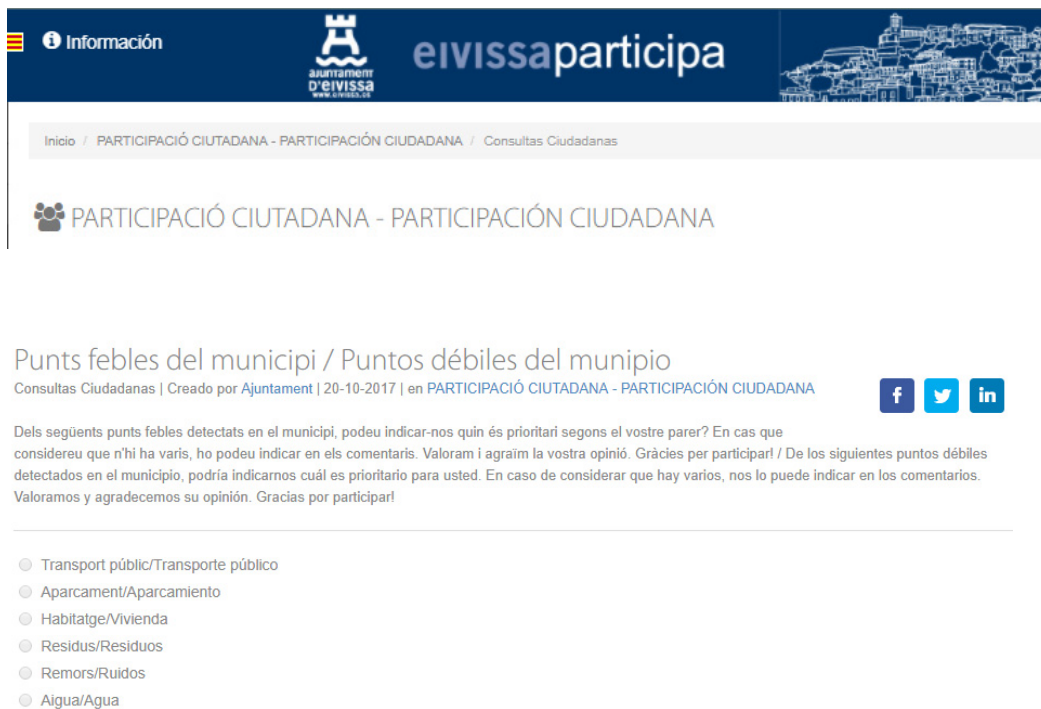 Información
ajuntament
D'eivissa
www.eivissa.es
eivissaparticipa
Inicio / PARTICIPACIÓ CIUTADANA - PARTICIPACIÓN CIUDADANA / Consultas Ciudadanas
PARTICIPACIÓ CIUTADANA - PARTICIPACIÓN CIUDADANA
Punts febles del municipi / Puntos débiles del munipio
Consultas Ciudadanas | Creado por Ajuntament | 20-10-2017 | en PARTICIPACIÓ CIUTADANA - PARTICIPACIÓN CIUDADANA
Dels següents punts febles detectats en el municipi, podeu indicar-nos quin és prioritari segons el vostre parer? En cas que
considereu que n'hi ha varis, ho podeu indicar en els comentaris. Valoram i agraïm la vostra opinió. Gràcies per participar! / De los siguientes puntos débiles
detectados en el municipio, podría indicarnos cuál es prioritario para usted. En caso de considerar que hay varios, nos lo puede indicar en los comentarios.
Valoramos y agradecemos su opinión. Gracias por participar!
Transport públic/Transporte público
Aparcament/Aparcamiento
Habitatge/Vivienda
Residus/Residuos
Remors/Ruidos
Aigua/Agua